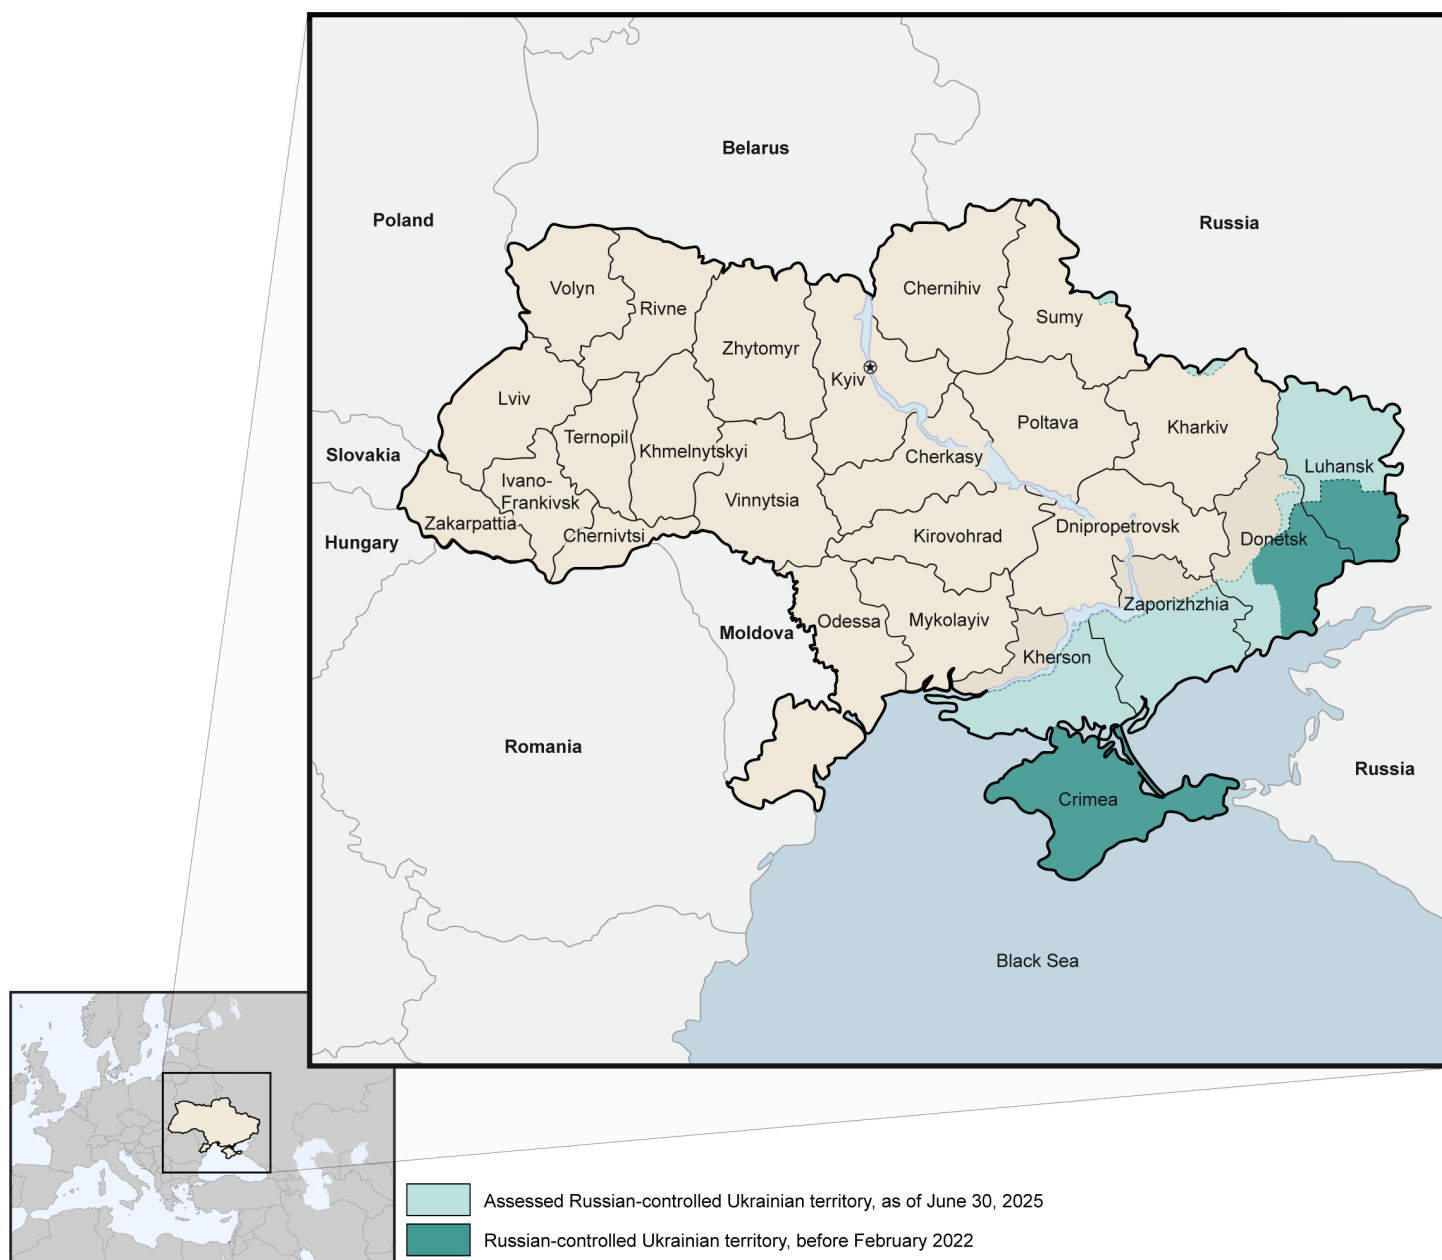 Belarus
Poland
Russia
Volyn
Rivne
Chernihiv
Sumy
Zhytomyr
Kyiv
Lviv
Ternopil
Khmelnytskyi
Poltava
Kharkiv
Slovakia
Cherkasy
Luhansk
Ivano-
Frankivsk
Vinnytsia
Zakarpattia
Chernivtsi
Hungary
Kirovohrad
Dnipropetrovsk
Donetsk
Zaporizhzhia
Odessa
Mykolayiv
Moldova
Kherson
Romania
Russia
Crimea
Black Sea
Assessed Russian-controlled Ukrainian territory, as of June 30, 2025
Russian-controlled Ukrainian territory, before February 2022